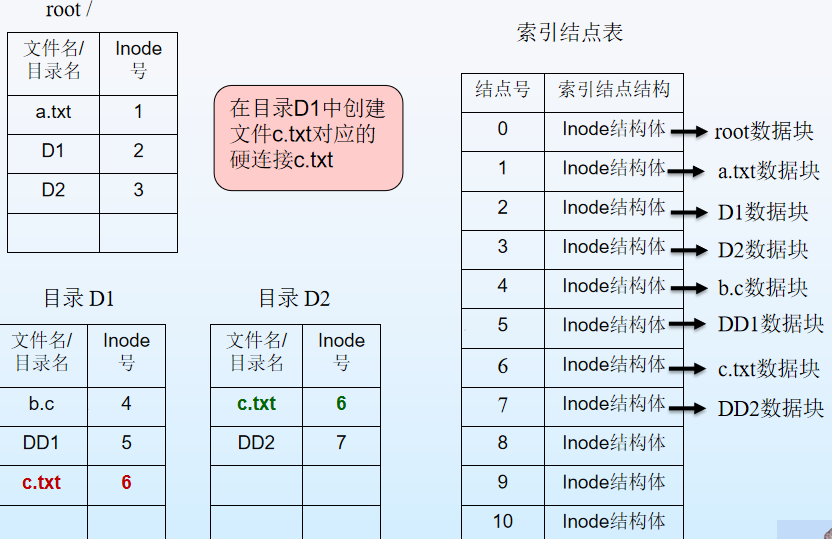 root /
文件名/
目录名
Inode
号
a.txt
1
D1
2
D2
3
在目录D1中创建
文件c.txt对应的
硬连接c.txt
目录 D1
文件名/
目录名
Inode
号
b.c
4
DD1
5
c.txt
6
目录 D2
文件名/
目录名
Inode
号
c.txt
6
DD2
7
索引结点表
结点号
索引结点结构
0
Inode结构体
root数据块
1
Inode结构体
a.txt数据块
2
Inode结构体
D1数据块
3
Inode结构体
D2数据块
4
Inode结构体
b.c数据块
5
Inode结构体
DD1数据块
6
Inode结构体
c.txt数据块
7
Inode结构体
DD2数据块
8
Inode结构体
9
Inode结构体
10
Inode结构体